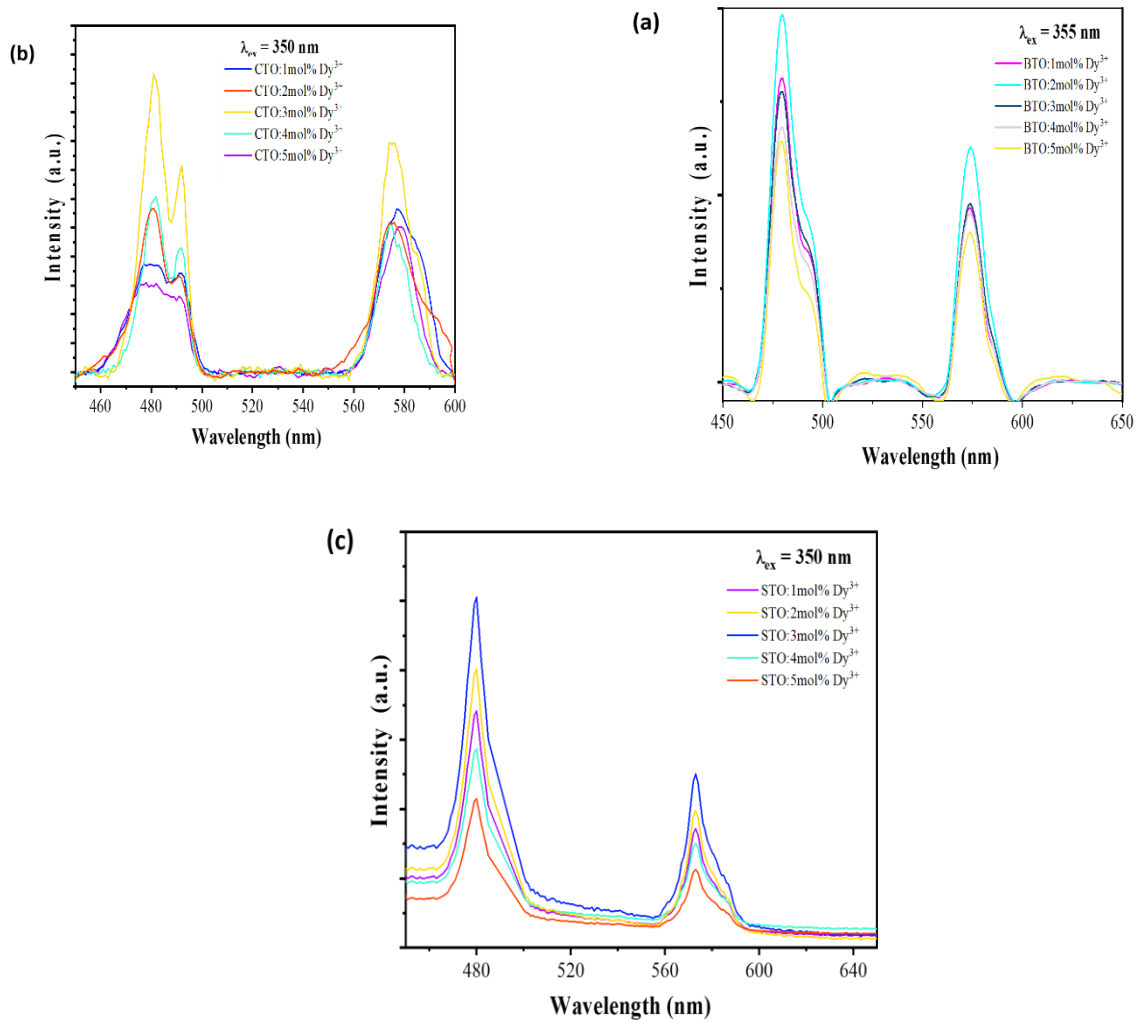 (b)
λex = 350 nm
CTO:1mol% Dy³⁺
CTO:2mol% Dy³⁺
CTO:3mol% Dy³⁺
CTO:4mol% Dy³⁺
CTO:5mol% Dy³⁺
Intensity (a.u.)
460 480 500 520 540 560 580 600
Wavelength (nm)
(a)
λex = 355 nm
BTO:1mol% Dy³⁺
BTO:2mol% Dy³⁺
BTO:3mol% Dy³⁺
BTO:4mol% Dy³⁺
BTO:5mol% Dy³⁺
Intensity (a.u.)
450 500 550 600 650
Wavelength (nm)
(c)
λex = 350 nm
STO:1mol% Dy³⁺
STO:2mol% Dy³⁺
STO:3mol% Dy³⁺
STO:4mol% Dy³⁺
STO:5mol% Dy³⁺
Intensity (a.u.)
480 520 560 600 640
Wavelength (nm)